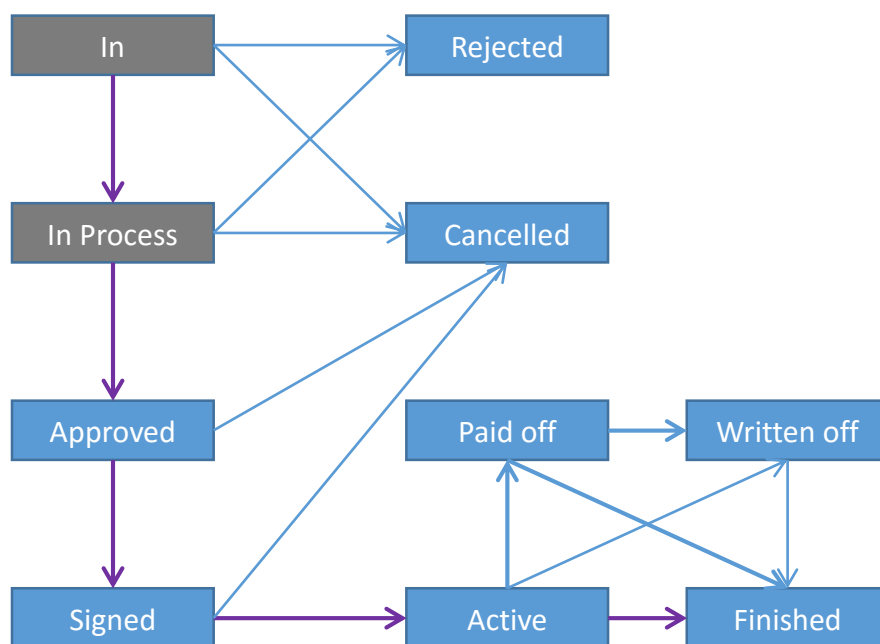 In
Rejected
In Process
Cancelled
Approved
Paid off
Written off
Signed
Active
Finished